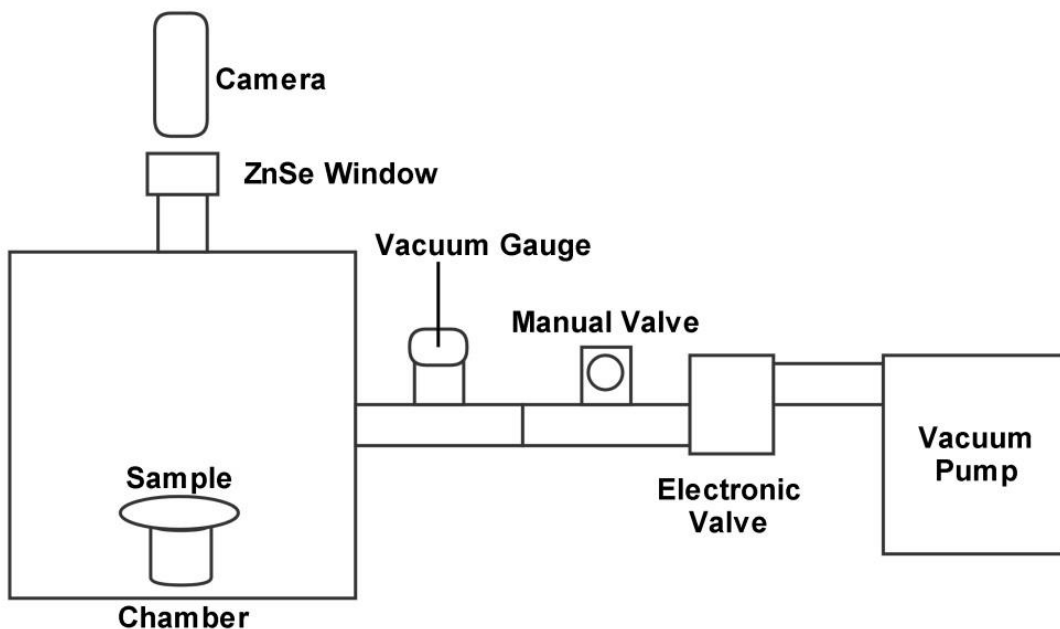 Camera
ZnSe Window
Vacuum Gauge
Manual Valve
Vacuum
Pump
Sample
Electronic
Valve
Chamber